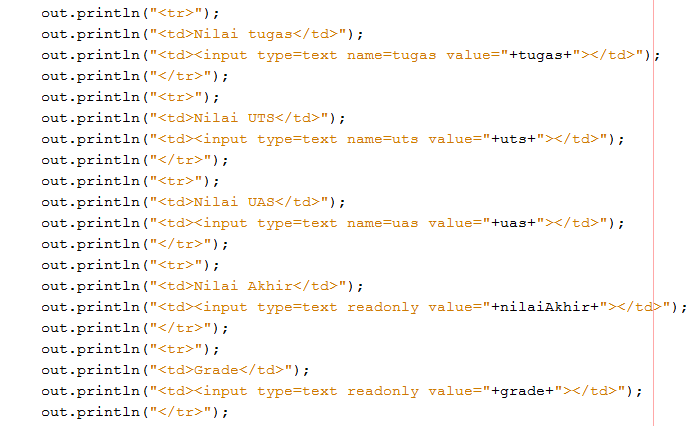 out.println("<tr>");
out.println("<td>Nilai tugas</td>");
out.println("<td><input type=text name=tugas value="+tugas+"></td>");
out.println("</tr>");
out.println("<tr>");
out.println("<td>Nilai UTS</td>");
out.println("<td><input type=text name=uts value="+uts+"></td>");
out.println("</tr>");
out.println("<tr>");
out.println("<td>Nilai UAS</td>");
out.println("<td><input type=text name=uas value="+uas+"></td>");
out.println("</tr>");
out.println("<tr>");
out.println("<td>Nilai Akhir</td>");
out.println("<td><input type=text readonly value="+nilaiAkhir+"></td>");
out.println("</tr>");
out.println("<tr>");
out.println("<td>Grade</td>");
out.println("<td><input type=text readonly value="+grade+"></td>");
out.println("</tr>");